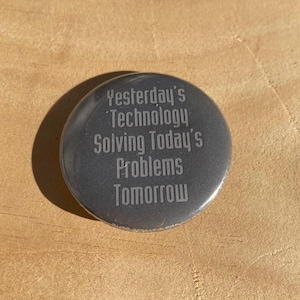 Yesterday's
Technology
Solving Today's
Problems
Tomorrow